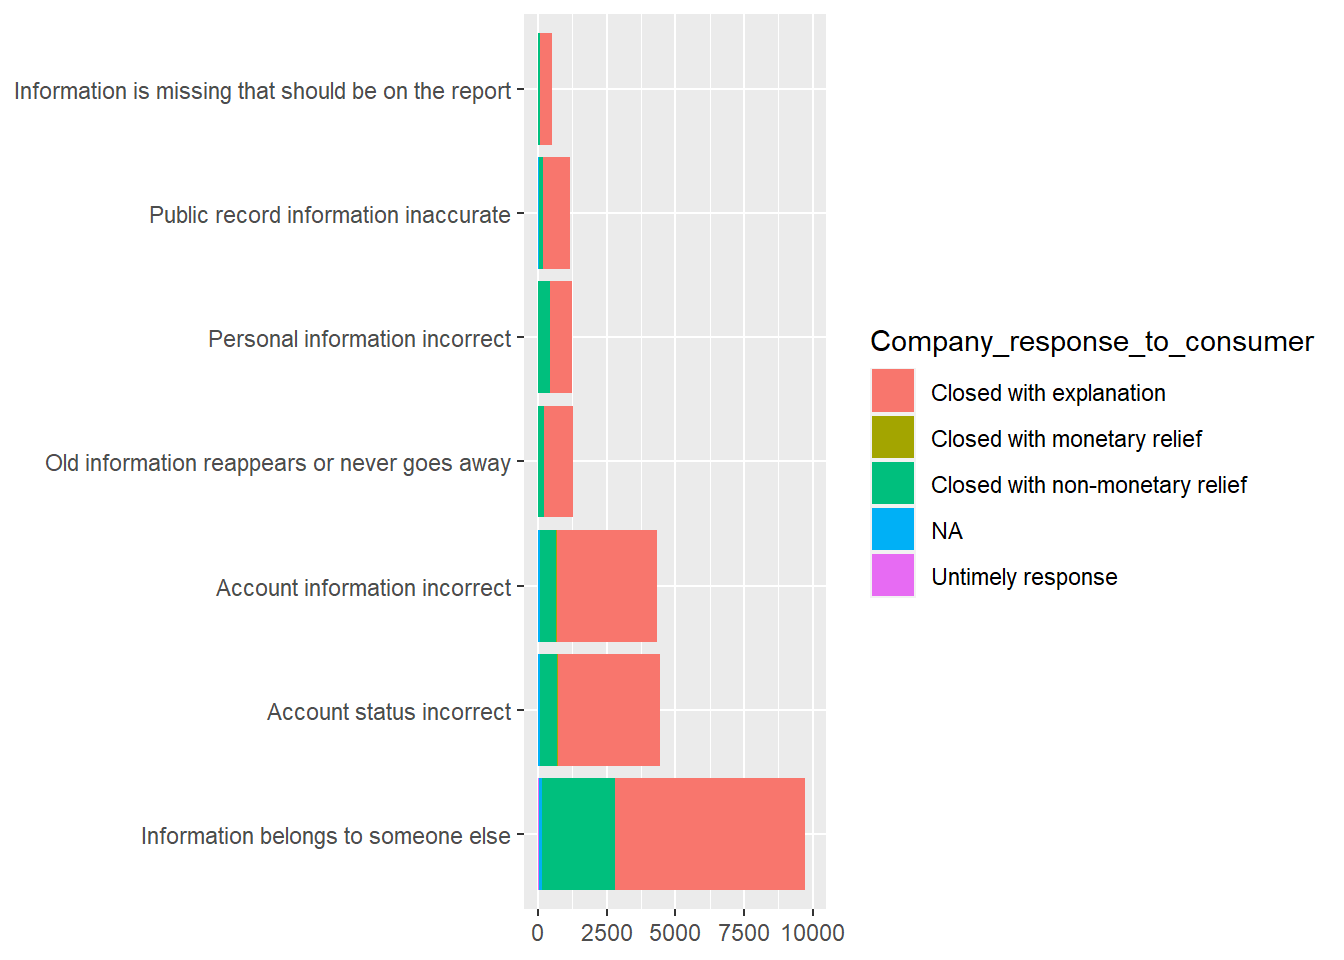 Information is missing that should be on the report
Public record information inaccurate
Personal information incorrect
Old information reappears or never goes away
Account information incorrect
Account status incorrect
Information belongs to someone else
0 2500 5000 7500 10000
Company_response_to_consumer
Closed with explanation
Closed with monetary relief
Closed with non-monetary relief
NA
Untimely response